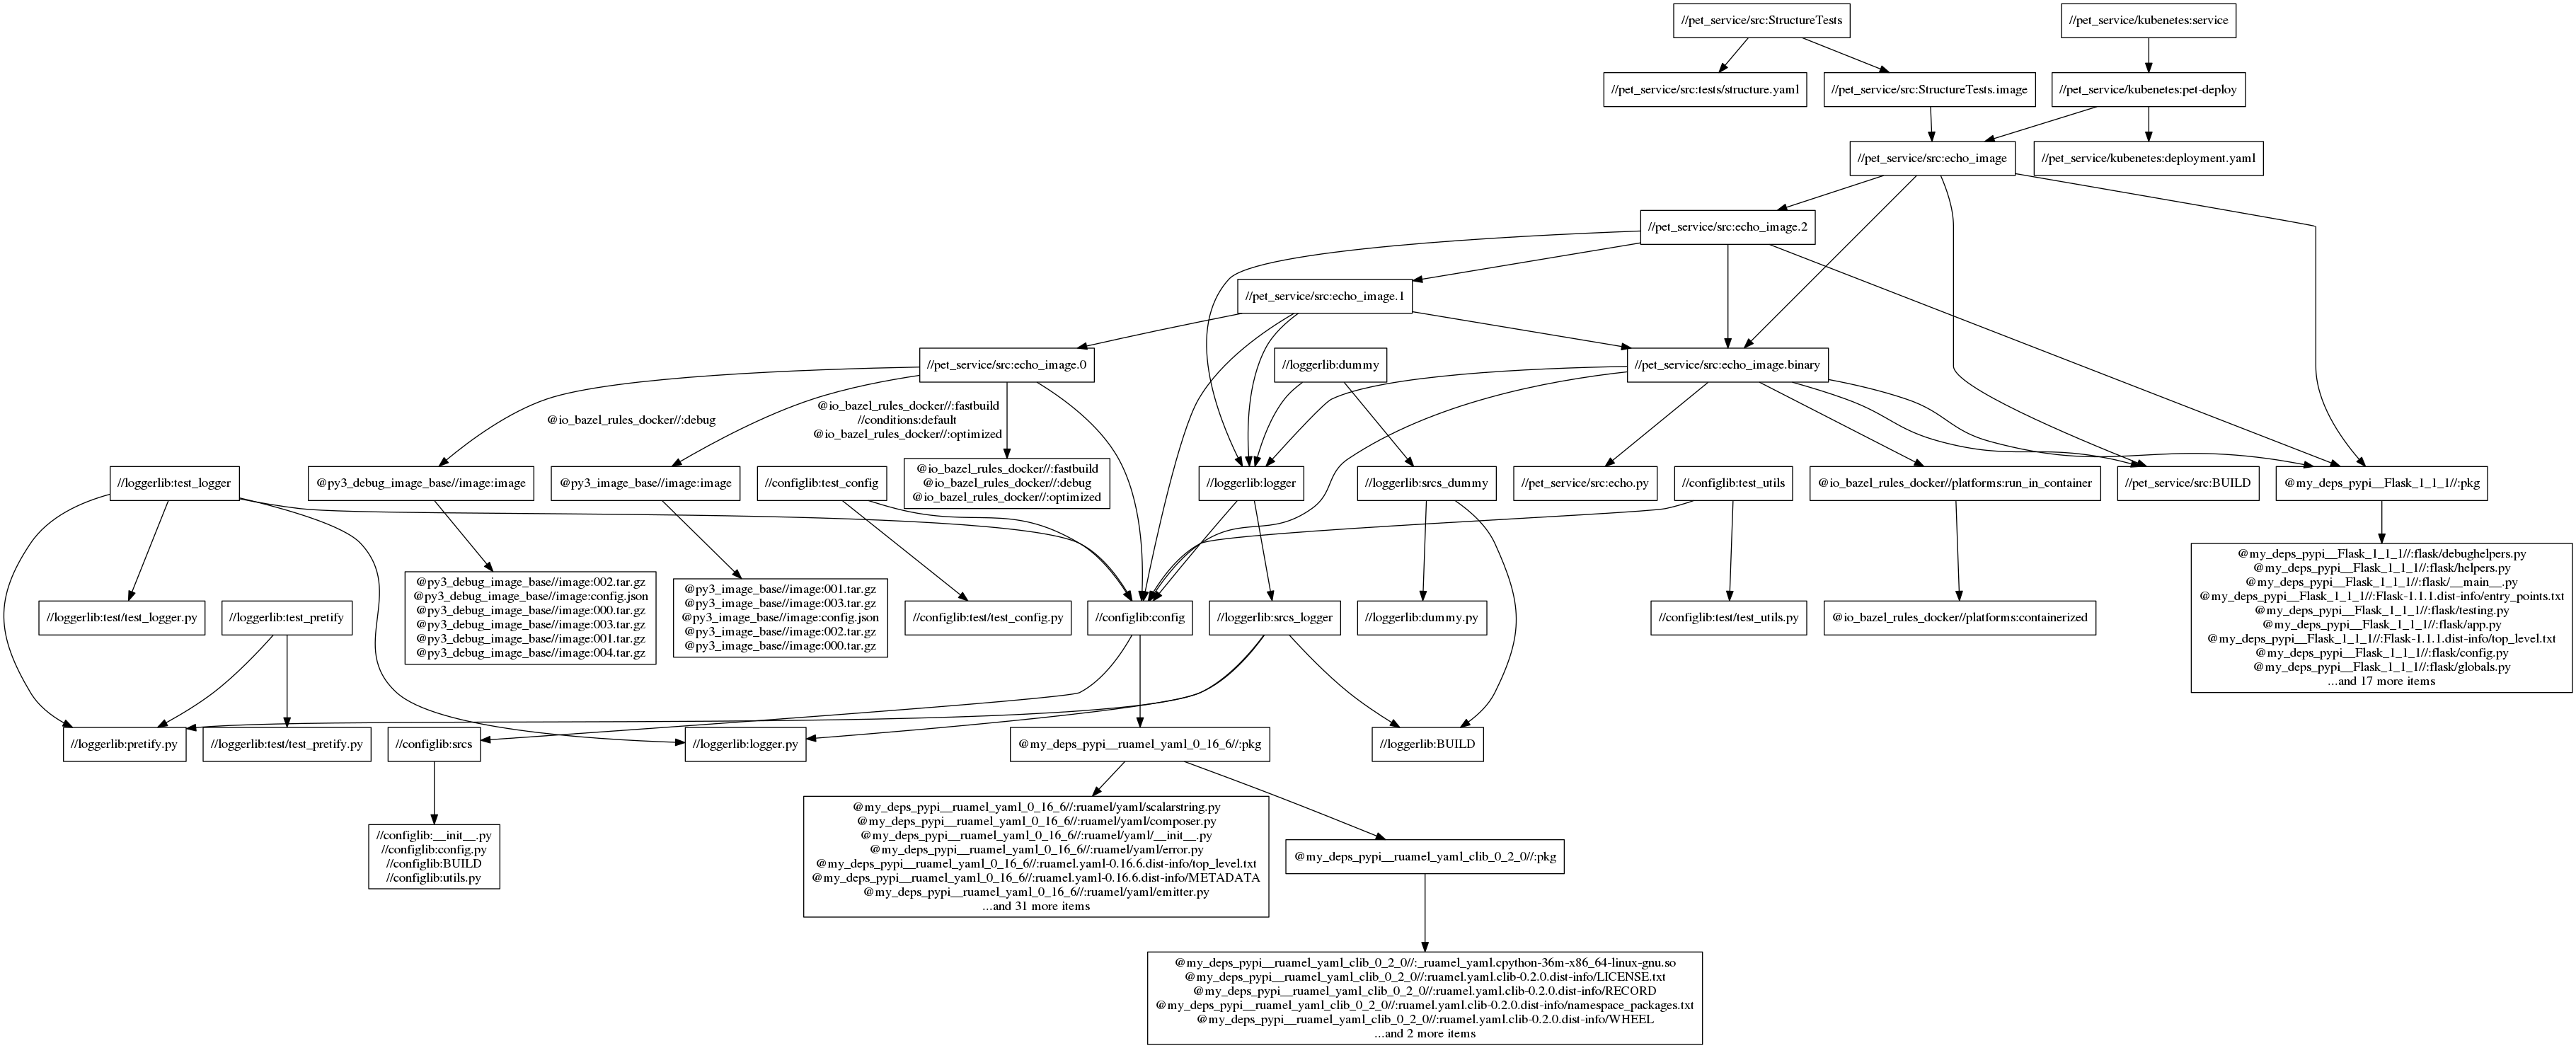 //pet_service/src:StructureTests
//pet_service/kubenetes:service
//pet_service/src:tests/structure.yaml
//pet_service/src:StructureTests.image
//pet_service/kubenetes:pet-deploy
//pet_service/src:echo_image
//pet_service/kubenetes:deployment.yaml
//pet_service/src:echo_image.2
//pet_service/src:echo_image.1
//pet_service/src:echo_image.0
//loggerlib:dummy
//pet_service/src:echo_image.binary
@io_bazel_rules_docker//:debug
@io_bazel_rules_docker//:fastbuild
//conditions:default
@io_bazel_rules_docker//:optimized
//loggerlib:test_logger
@py3_debug_image_base//image:image
@py3_image_base//image:image
//configlib:test_config
@io_bazel_rules_docker//:fastbuild
@io_bazel_rules_docker//:debug
@io_bazel_rules_docker//:optimized
//loggerlib:logger
//loggerlib:srcs_dummy
//pet_service/src:echo.py
//configlib:test_utils
@io_bazel_rules_docker//platforms:run_in_container
//pet_service/src:BUILD
@my_deps_pypi__Flask_1_1_1//:pkg
//loggerlib:test/test_logger.py
//loggerlib:test_pretify
@py3_debug_image_base//image:002.tar.gz
@py3_debug_image_base//image:config.json
@py3_debug_image_base//image:000.tar.gz
@py3_debug_image_base//image:003.tar.gz
@py3_debug_image_base//image:001.tar.gz
@py3_debug_image_base//image:004.tar.gz
@py3_image_base//image:001.tar.gz
@py3_image_base//image:003.tar.gz
@py3_image_base//image:config.json
@py3_image_base//image:002.tar.gz
@py3_image_base//image:000.tar.gz
//configlib:test/test_config.py
//configlib:config
//loggerlib:srcs_logger
//loggerlib:dummy.py
//configlib:test/test_utils.py
@io_bazel_rules_docker//platforms:containerized
@my_deps_pypi__Flask_1_1_1//:flask/debughelpers.py
@my_deps_pypi__Flask_1_1_1//:flask/helpers.py
@my_deps_pypi__Flask_1_1_1//:flask/__main__.py
@my_deps_pypi__Flask_1_1_1//:Flask-1.1.1.dist-info/entry_points.txt
@my_deps_pypi__Flask_1_1_1//:flask/testing.py
@my_deps_pypi__Flask_1_1_1//:flask/app.py
@my_deps_pypi__Flask_1_1_1//:Flask-1.1.1.dist-info/top_level.txt
@my_deps_pypi__Flask_1_1_1//:flask/config.py
@my_deps_pypi__Flask_1_1_1//:flask/globals.py
...and 17 more items
//loggerlib:pretify.py
//loggerlib:test/test_pretify.py
//configlib:srcs
//loggerlib:logger.py
@my_deps_pypi__ruamel_yaml_0_16_6//:pkg
//loggerlib:BUILD
//configlib:__init__.py
//configlib:config.py
//configlib:BUILD
//configlib:utils.py
@my_deps_pypi__ruamel_yaml_0_16_6//:ruamel/yaml/scalarstring.py
@my_deps_pypi__ruamel_yaml_0_16_6//:ruamel/yaml/composer.py
@my_deps_pypi__ruamel_yaml_0_16_6//:ruamel/yaml/__init__.py
@my_deps_pypi__ruamel_yaml_0_16_6//:ruamel/yaml/error.py
@my_deps_pypi__ruamel_yaml_0_16_6//:ruamel.yaml-0.16.6.dist-info/top_level.txt
@my_deps_pypi__ruamel_yaml_0_16_6//:ruamel.yaml-0.16.6.dist-info/METADATA
@my_deps_pypi__ruamel_yaml_0_16_6//:ruamel/yaml/emitter.py
...and 31 more items
@my_deps_pypi__ruamel_yaml_clib_0_2_0//:pkg
@my_deps_pypi__ruamel_yaml_clib_0_2_0//:_ruamel_yaml.cpython-36m-x86_64-linux-gnu.so
@my_deps_pypi__ruamel_yaml_clib_0_2_0//:ruamel.yaml.clib-0.2.0.dist-info/LICENSE.txt
@my_deps_pypi__ruamel_yaml_clib_0_2_0//:ruamel.yaml.clib-0.2.0.dist-info/RECORD
@my_deps_pypi__ruamel_yaml_clib_0_2_0//:ruamel.yaml.clib-0.2.0.dist-info/namespace_packages.txt
@my_deps_pypi__ruamel_yaml_clib_0_2_0//:ruamel.yaml.clib-0.2.0.dist-info/WHEEL
...and 2 more items